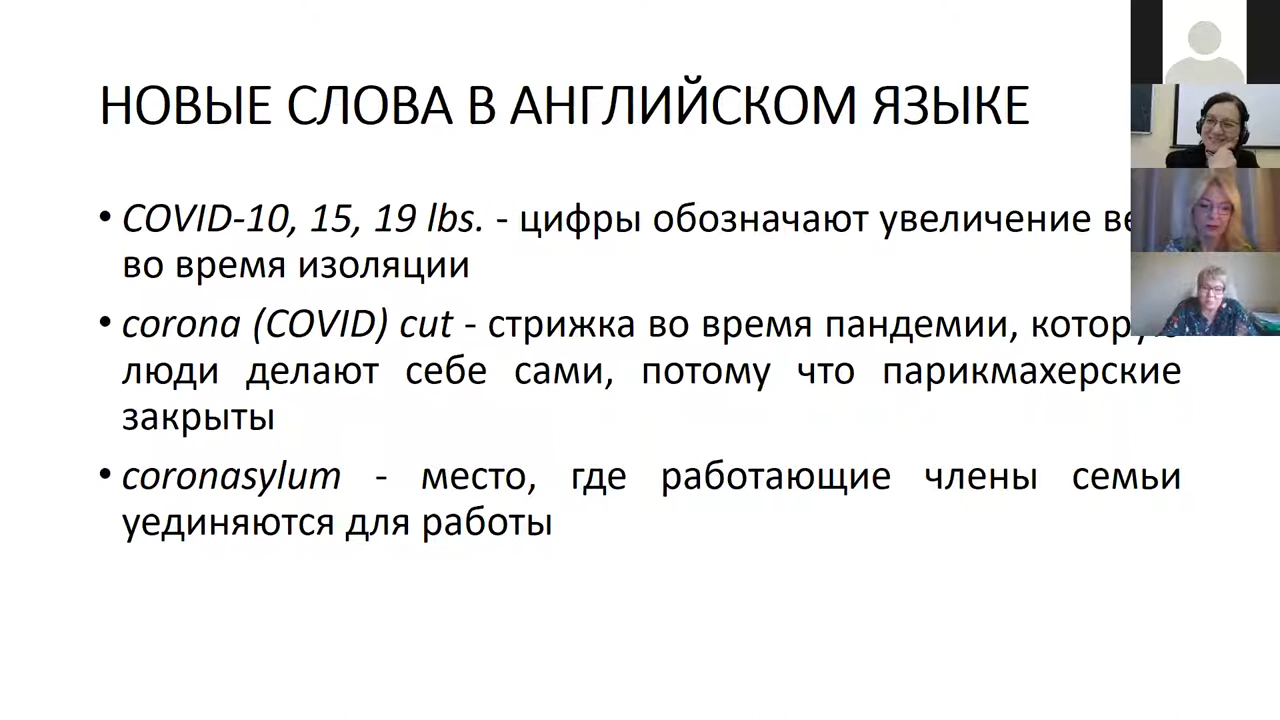 НОВЫЕ СЛОВА В АНГЛИЙСКОМ ЯЗЫКЕ
• COVID-10, 15, 19 lbs. - цифры обозначают увеличение
во время изоляции
• corona (COVID) cut - стрижка во время пандемии, которую
люди делают себе сами, потому что парикмахерские
закрыты
• coronasylum - место, где работающие члены семьи
уединяются для работы